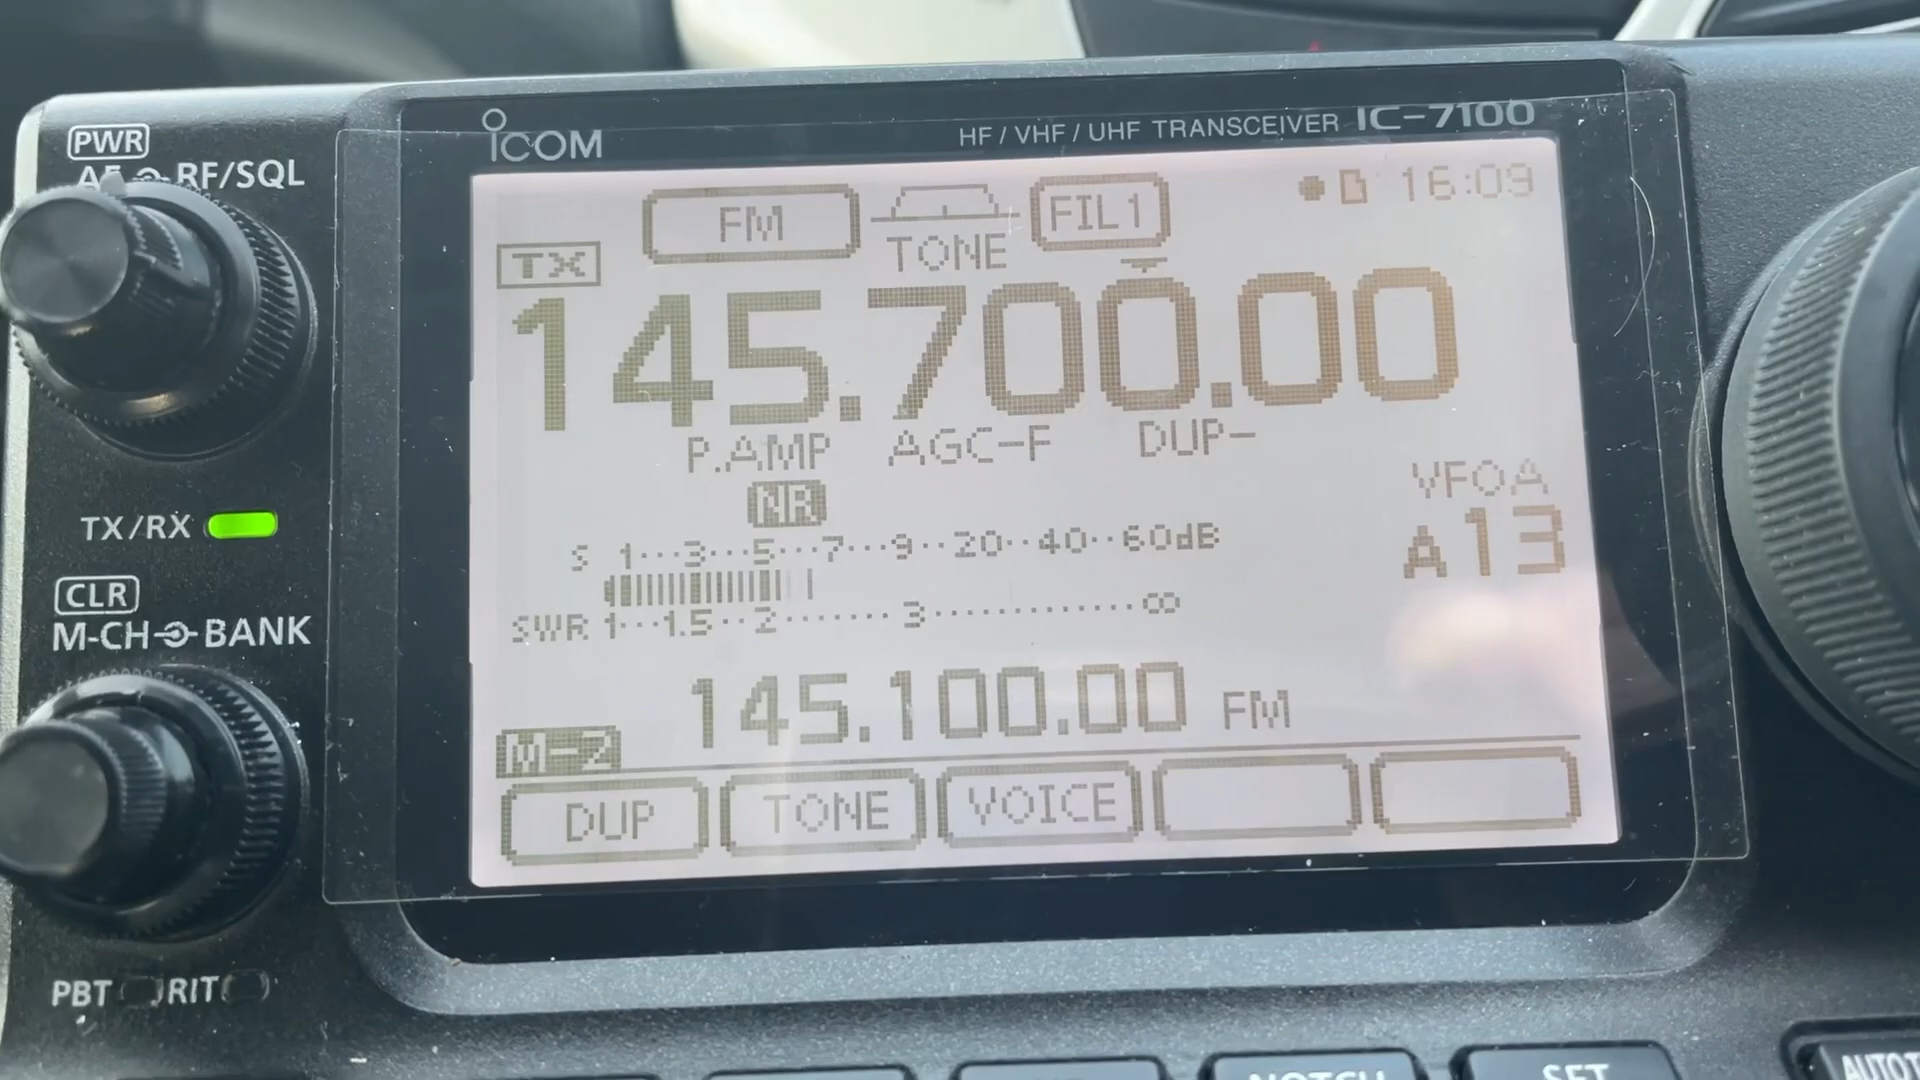 PWR
AF RF/SQL
TX/RX
CLR
M-CH BANK
PBT RIT
ICOM
HF/VHF/UHF TRANSCEIVER IC-7100
FM TONE FIL1 16:09
TX
145.700.00
P.AMP AGC-F DUP-
NR
VFOA
A13
S 1···3···5···7···9··20··40··60dB
SWR 1···1.5··2·······3·············∞
145.100.00 FM
M-2
DUP TONE VOICE
NOTCH SET